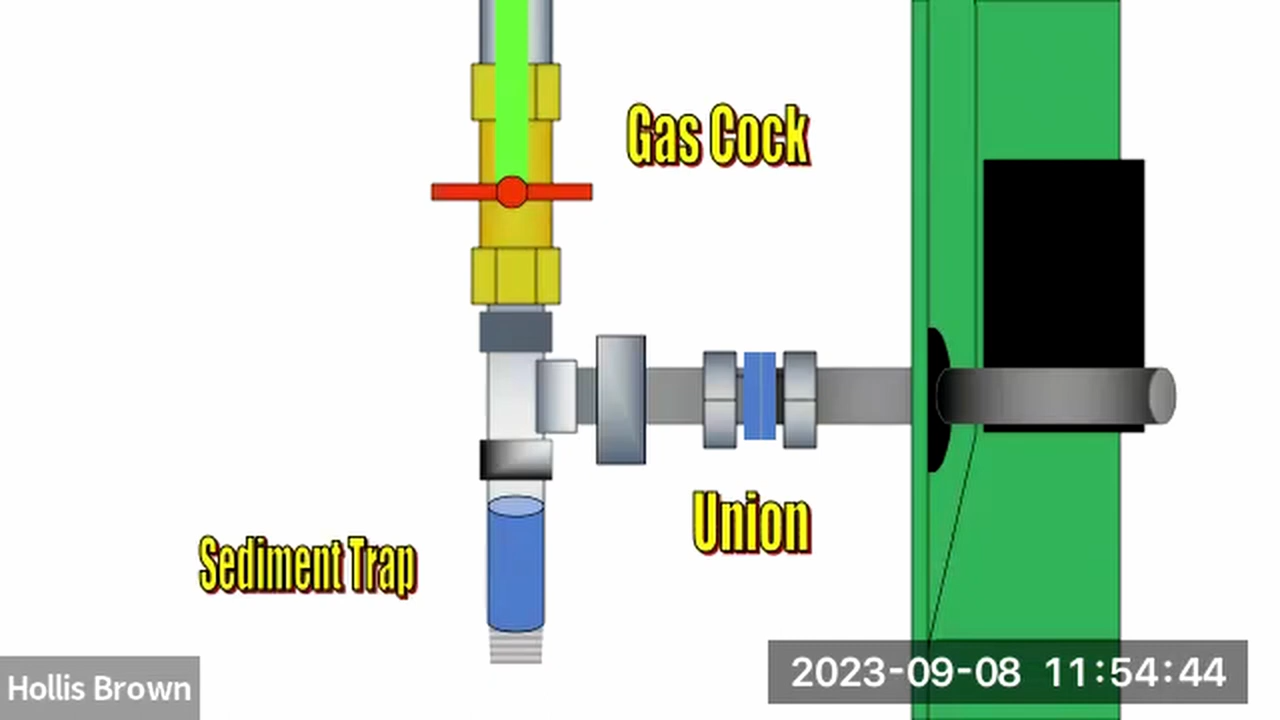 Gas Cock
Union
Sediment Trap
Hollis Brown
2023-09-08 11:54:44